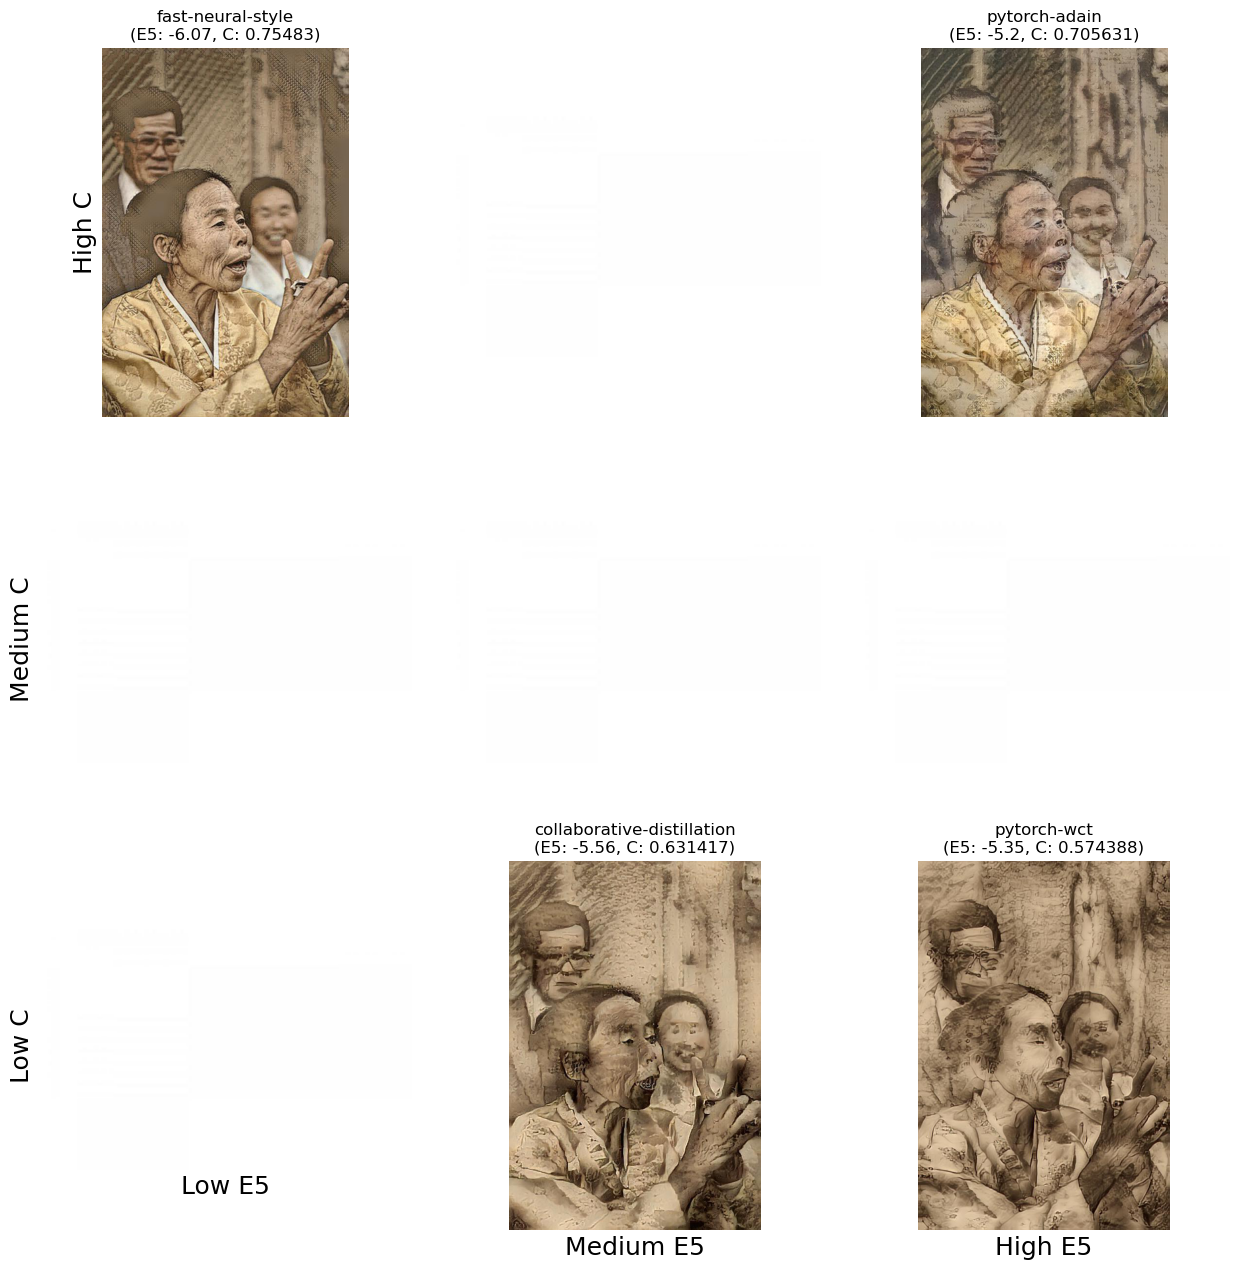 fast-neural-style
(E5: -6.07, C: 0.75483)
pytorch-adain
(E5: -5.2, C: 0.705631)
High C
Medium C
collaborative-distillation
(E5: -5.56, C: 0.631417)
pytorch-wct
(E5: -5.35, C: 0.574388)
Low C
Low E5
Medium E5
High E5